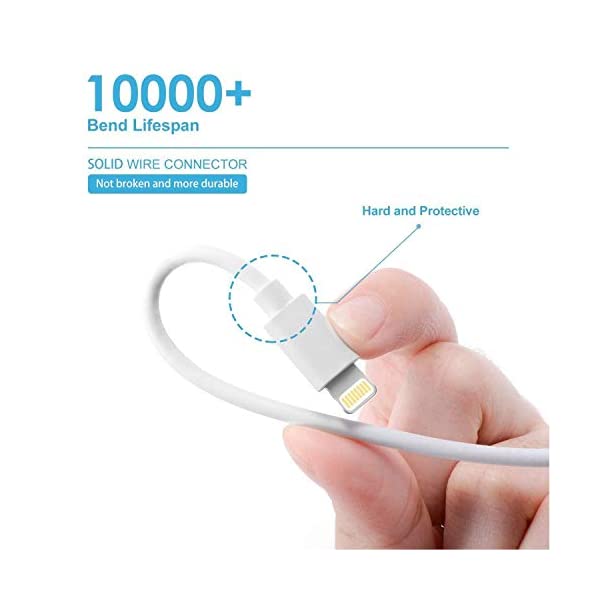 10000+
Bend Lifespan
SOLID WIRE CONNECTOR
Not broken and more durable
Hard and Protective